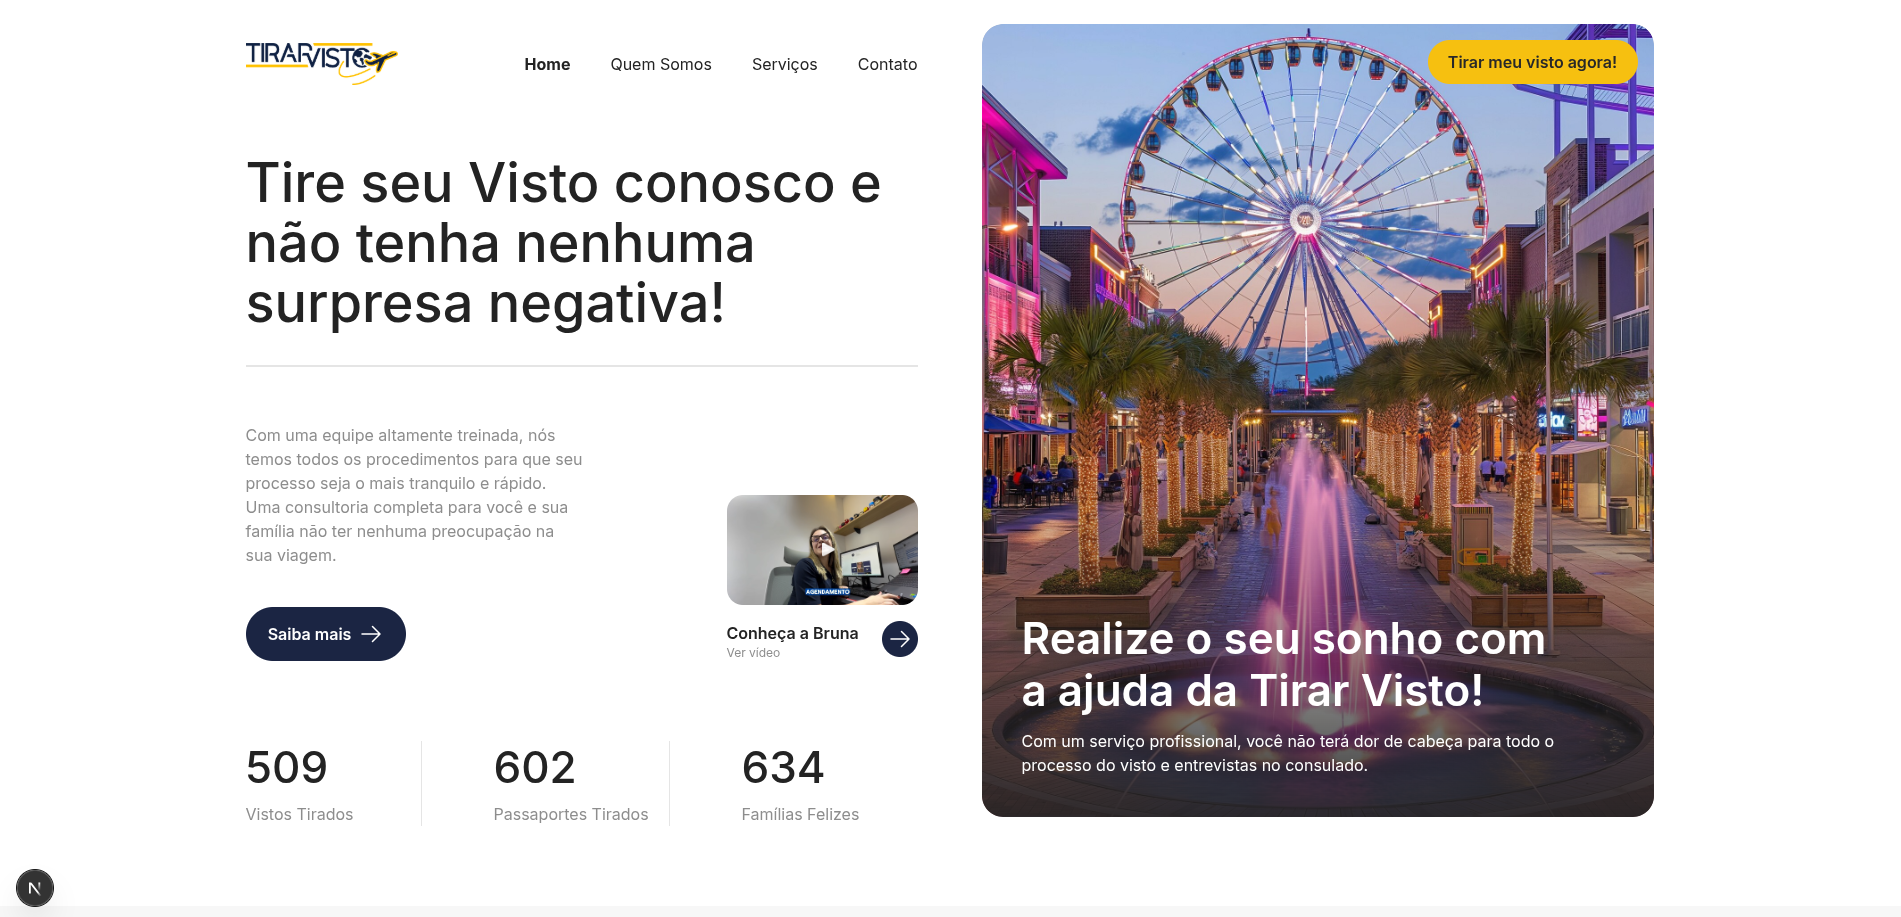 TIRARVISTO
Home
Quem Somos
Serviços
Contato
Tirar meu visto agora!
Tire seu Visto conosco e
não tenha nenhuma
surpresa negativa!
Com uma equipe altamente treinada, nós
temos todos os procedimentos para que seu
processo seja o mais tranquilo e rápido.
Uma consultoria completa para você e sua
família não ter nenhuma preocupação na
sua viagem.
Saiba mais
AGENDAMENTO
Conheça a Bruna
Ver vídeo
509
Vistos Tirados
602
Passaportes Tirados
634
Famílias Felizes
Realize o seu sonho com
a ajuda da Tirar Visto!
Com um serviço profissional, você não terá dor de cabeça para todo o
processo do visto e entrevistas no consulado.
N